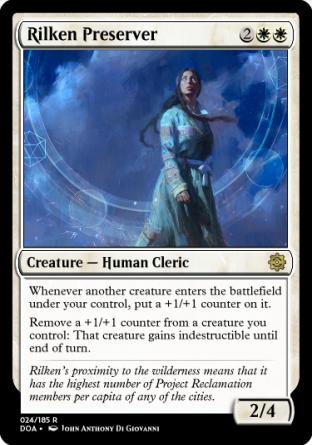 Rilken Preserver 2
Creature — Human Cleric
Whenever another creature enters the battlefield
under your control, put a +1/+1 counter on it.
Remove a +1/+1 counter from a creature you
control: That creature gains indestructible until
end of turn.
Rilken's proximity to the wilderness means that it
has the highest number of Project Reclamation
members per capita of any of the cities.
2/4
024/185 R
DOA • John Anthony Di Giovanni